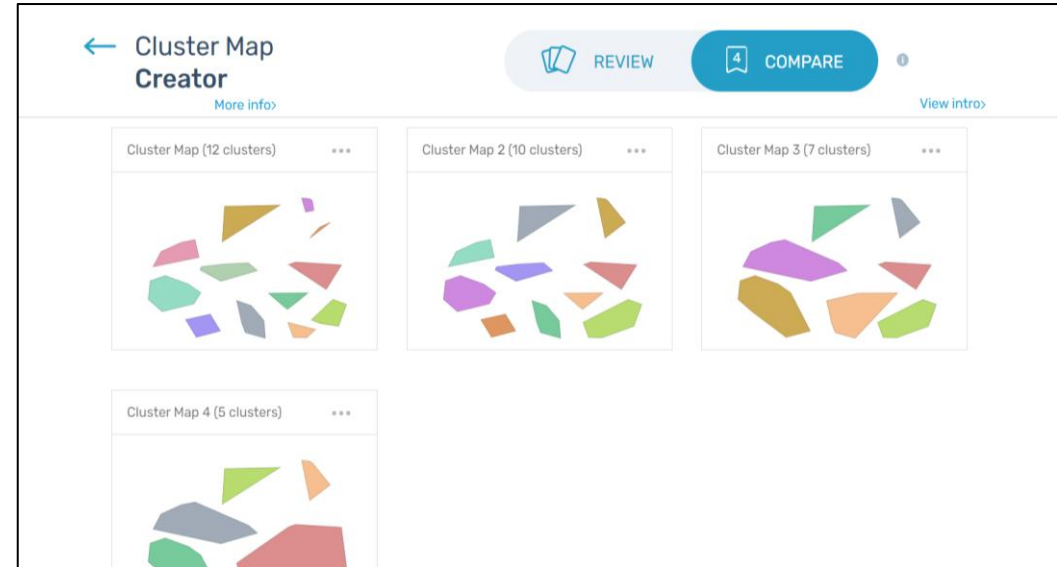 ← Cluster Map
Creator
More info›
REVIEW
4 COMPARE
i
View intro›
Cluster Map (12 clusters)
Cluster Map 2 (10 clusters)
Cluster Map 3 (7 clusters)
Cluster Map 4 (5 clusters)